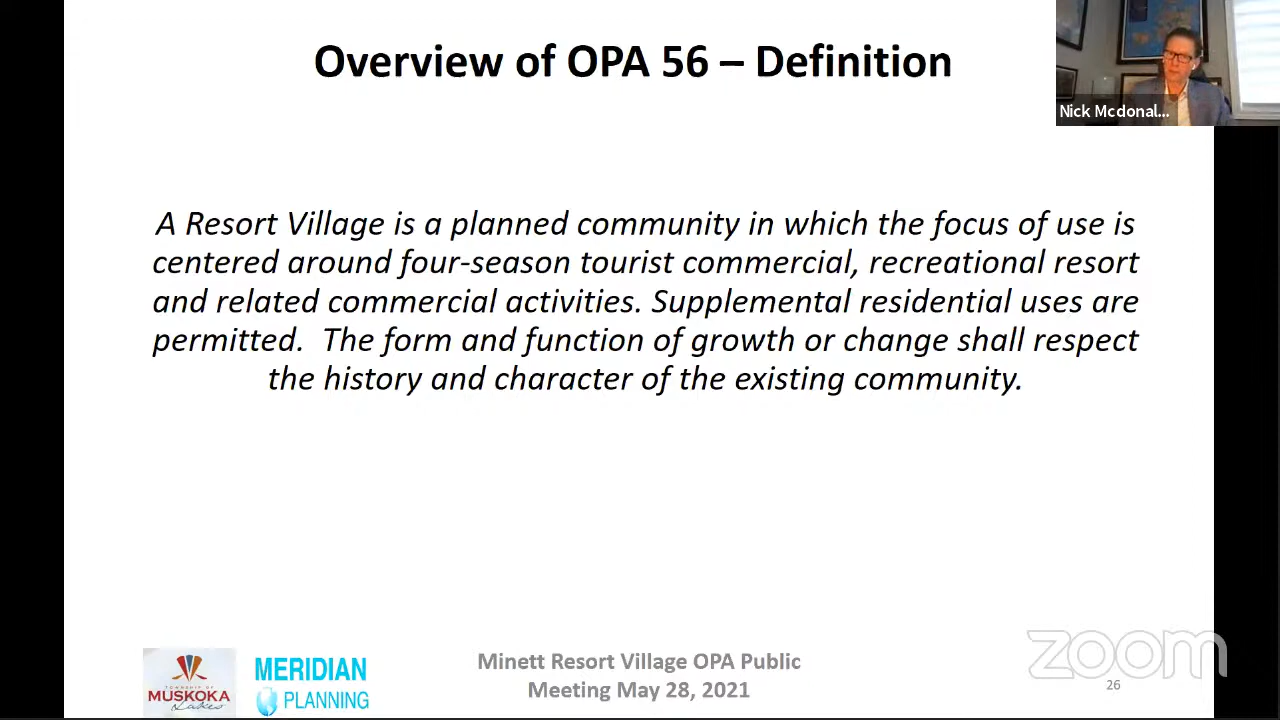 Overview of OPA 56 – Definition
Nick Mcdonal...
A Resort Village is a planned community in which the focus of use is
centered around four-season tourist commercial, recreational resort
and related commercial activities. Supplemental residential uses are
permitted.  The form and function of growth or change shall respect
the history and character of the existing community.
TOWNSHIP OF
MUSKOKA
Lakes
MERIDIAN
PLANNING
Minett Resort Village OPA Public
Meeting May 28, 2021
zoom
26